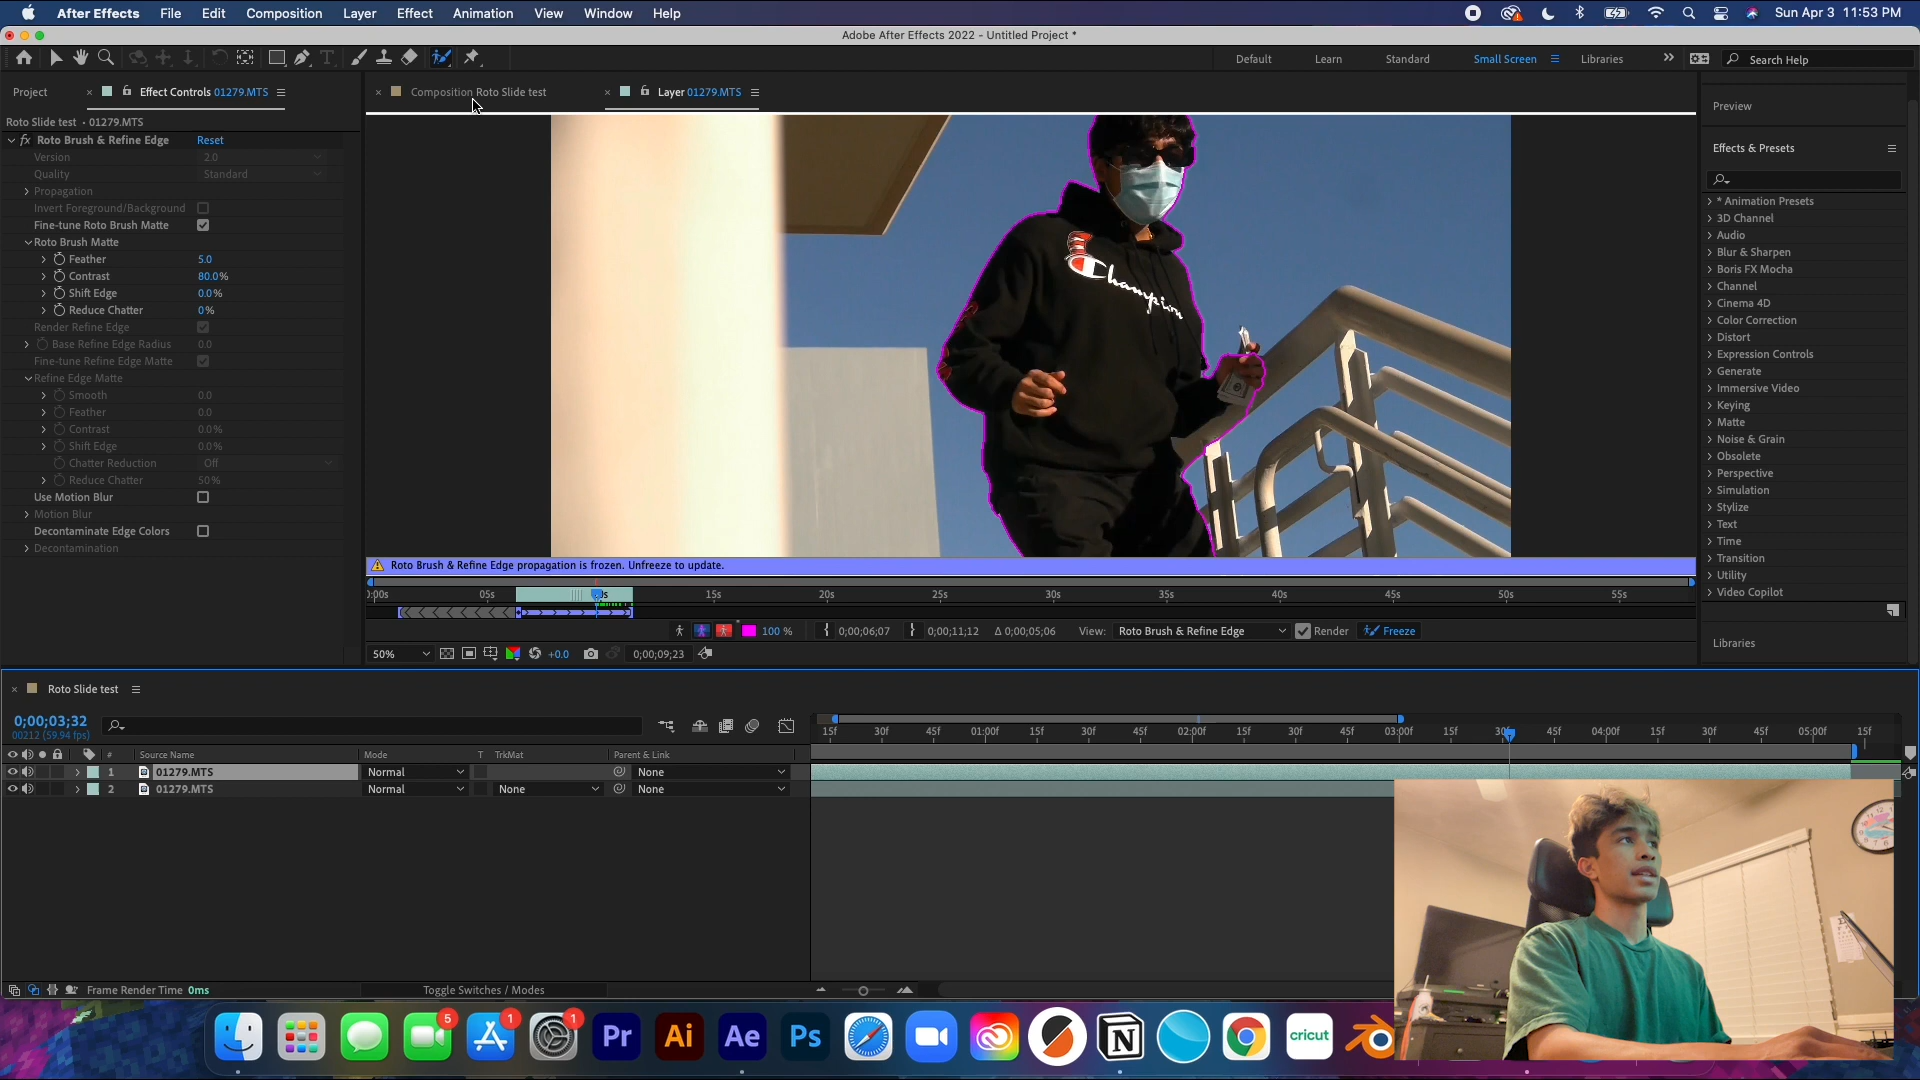 After Effects File Edit Composition Layer Effect Animation View Window Help
Sun Apr 3 11:53 PM
Adobe After Effects 2022 - Untitled Project *
Default Learn Standard Small Screen Libraries
Search Help
Project
Effect Controls 01279.MTS
Roto Slide test • 01279.MTS
fx Roto Brush & Refine Edge Reset
Version 2.0
Quality Standard
Propagation
Invert Foreground/Background
Fine-tune Roto Brush Matte
Roto Brush Matte
Feather 5.0
Contrast 80.0%
Shift Edge 0.0%
Reduce Chatter 0%
Render Refine Edge
Base Refine Edge Radius 0.0
Fine-tune Refine Edge Matte
Refine Edge Matte
Smooth 0.0
Feather 0.0
Contrast 0.0%
Shift Edge 0.0%
Chatter Reduction Off
Reduce Chatter 50%
Use Motion Blur
Motion Blur
Decontaminate Edge Colors
Decontamination
Composition Roto Slide test
Layer 01279.MTS
Champion
Roto Brush & Refine Edge propagation is frozen. Unfreeze to update.
05s 15s 20s 25s 30s 35s 40s 45s 50s 55s
100 % 0;00;06;07 0;00;11;12 Δ 0;00;05;06 View: Roto Brush & Refine Edge Render Freeze
50% +0.0 0;00;09;23
Preview
Effects & Presets
* Animation Presets
3D Channel
Audio
Blur & Sharpen
Boris FX Mocha
Channel
Cinema 4D
Color Correction
Distort
Expression Controls
Generate
Immersive Video
Keying
Matte
Noise & Grain
Obsolete
Perspective
Simulation
Stylize
Text
Time
Transition
Utility
Video Copilot
Libraries
Roto Slide test
0;00;03;32
00212 (59.94 fps)
# Source Name Mode T TrkMat Parent & Link
1 01279.MTS Normal None
2 01279.MTS Normal None None
15f 30f 45f 01:00f 15f 30f 45f 02:00f 15f 30f 45f 03:00f 15f 45f 04:00f 15f 30f 45f 05:00f 15f
Frame Render Time 0ms
Toggle Switches / Modes
5 1 1
Pr Ai Ae Ps
cricut